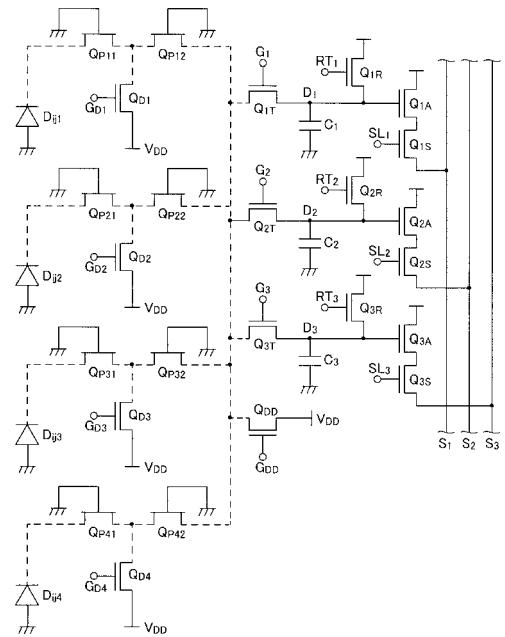 QP11 QP12
G1 RT1 Q1R
Dij1 GD1 QD1 Q1T D1 C1 Q1A
SL1 Q1S
VDD
QP21 QP22
G2 RT2 Q2R
Dij2 GD2 QD2 Q2T D2 C2 Q2A
SL2 Q2S
VDD
QP31 QP32
G3 RT3 Q3R
Dij3 GD3 QD3 Q3T D3 C3 Q3A
SL3 Q3S
QDD VDD
VDD GDD S1 S2 S3
QP41 QP42
Dij4 GD4 QD4
VDD